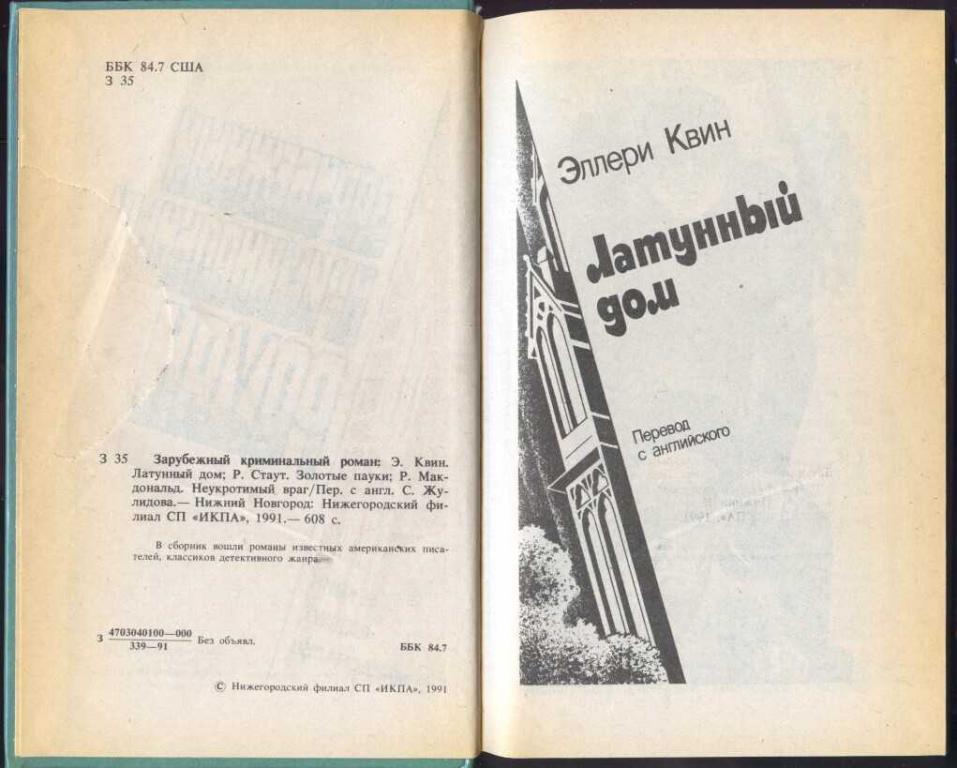 ББК 84.7 США
З 35
З 35 Зарубежный криминальный роман: Э. Квин.
Латунный дом; Р. Стаут. Золотые пауки; Р. Мак-
дональд. Неукротимый враг/Пер. с англ. С. Жу-
лидова.— Нижний Новгород: Нижегородский фи-
лиал СП «ИКПА», 1991.— 608 с.
В сборник вошли романы известных американских писа-
телей, классиков детективного жанра.
З 4703040100—000
339—91
Без объявл.
ББК 84.7
© Нижегородский филиал СП «ИКПА», 1991
Эллери Квин
Латунный
дом
Перевод
с английского